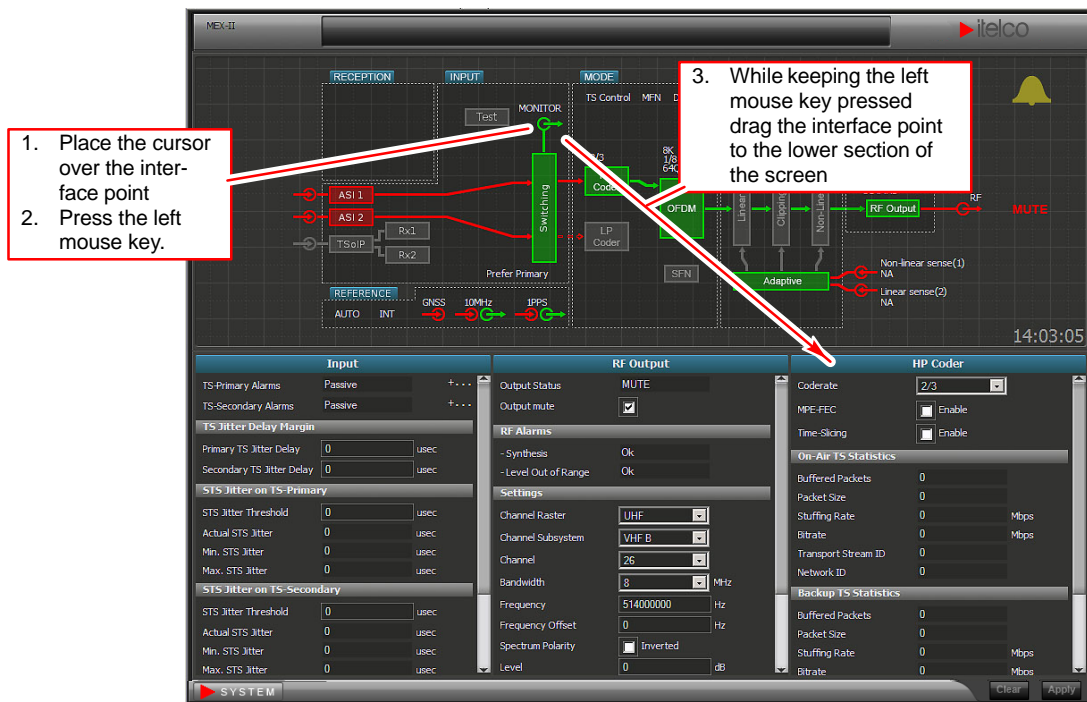 MEX-II
itelco
RECEPTION
INPUT
MODE
TS Control MFN D
Test
MONITOR
1. Place the cursor
over the inter-
face point
2. Press the left
mouse key.
3. While keeping the left
mouse key pressed
drag the interface point
to the lower section of
the screen
/3
8K
1/8
64Q
ASI 1
ASI 2
TSoIP
Rx1
Rx2
Switching
Code
LP
Coder
OFDM
SFN
Linear
Clipping
Non-Line
RF Output
RF
MUTE
Adaptive
Non-linear sense(1)
NA
Linear sense(2)
NA
Prefer Primary
REFERENCE
AUTO INT
GNSS 10MHz 1PPS
14:03:05
Input
TS-Primary Alarms Passive +...
TS-Secondary Alarms Passive +...
TS Jitter Delay Margin
Primary TS Jitter Delay 0 usec
Secondary TS Jitter Delay 0 usec
STS Jitter on TS-Primary
STS Jitter Threshold 0 usec
Actual STS Jitter 0 usec
Min. STS Jitter 0 usec
Max. STS Jitter 0 usec
STS Jitter on TS-Secondary
STS Jitter Threshold 0 usec
Actual STS Jitter 0 usec
Min. STS Jitter 0 usec
Max. STS Jitter 0 usec
RF Output
Output Status MUTE
Output mute
RF Alarms
- Synthesis Ok
- Level Out of Range Ok
Settings
Channel Raster UHF
Channel Subsystem VHF B
Channel 26
Bandwidth 8 MHz
Frequency 514000000 Hz
Frequency Offset 0 Hz
Spectrum Polarity Inverted
Level 0 dB
HP Coder
Coderate 2/3
MPE-FEC Enable
Time-Slicing Enable
On-Air TS Statistics
Buffered Packets 0
Packet Size 0
Stuffing Rate 0 Mbps
Bitrate 0 Mbps
Transport Stream ID 0
Network ID 0
Backup TS Statistics
Buffered Packets 0
Packet Size 0
Stuffing Rate 0 Mbps
Bitrate 0 Mbps
SYSTEM
Clear Apply